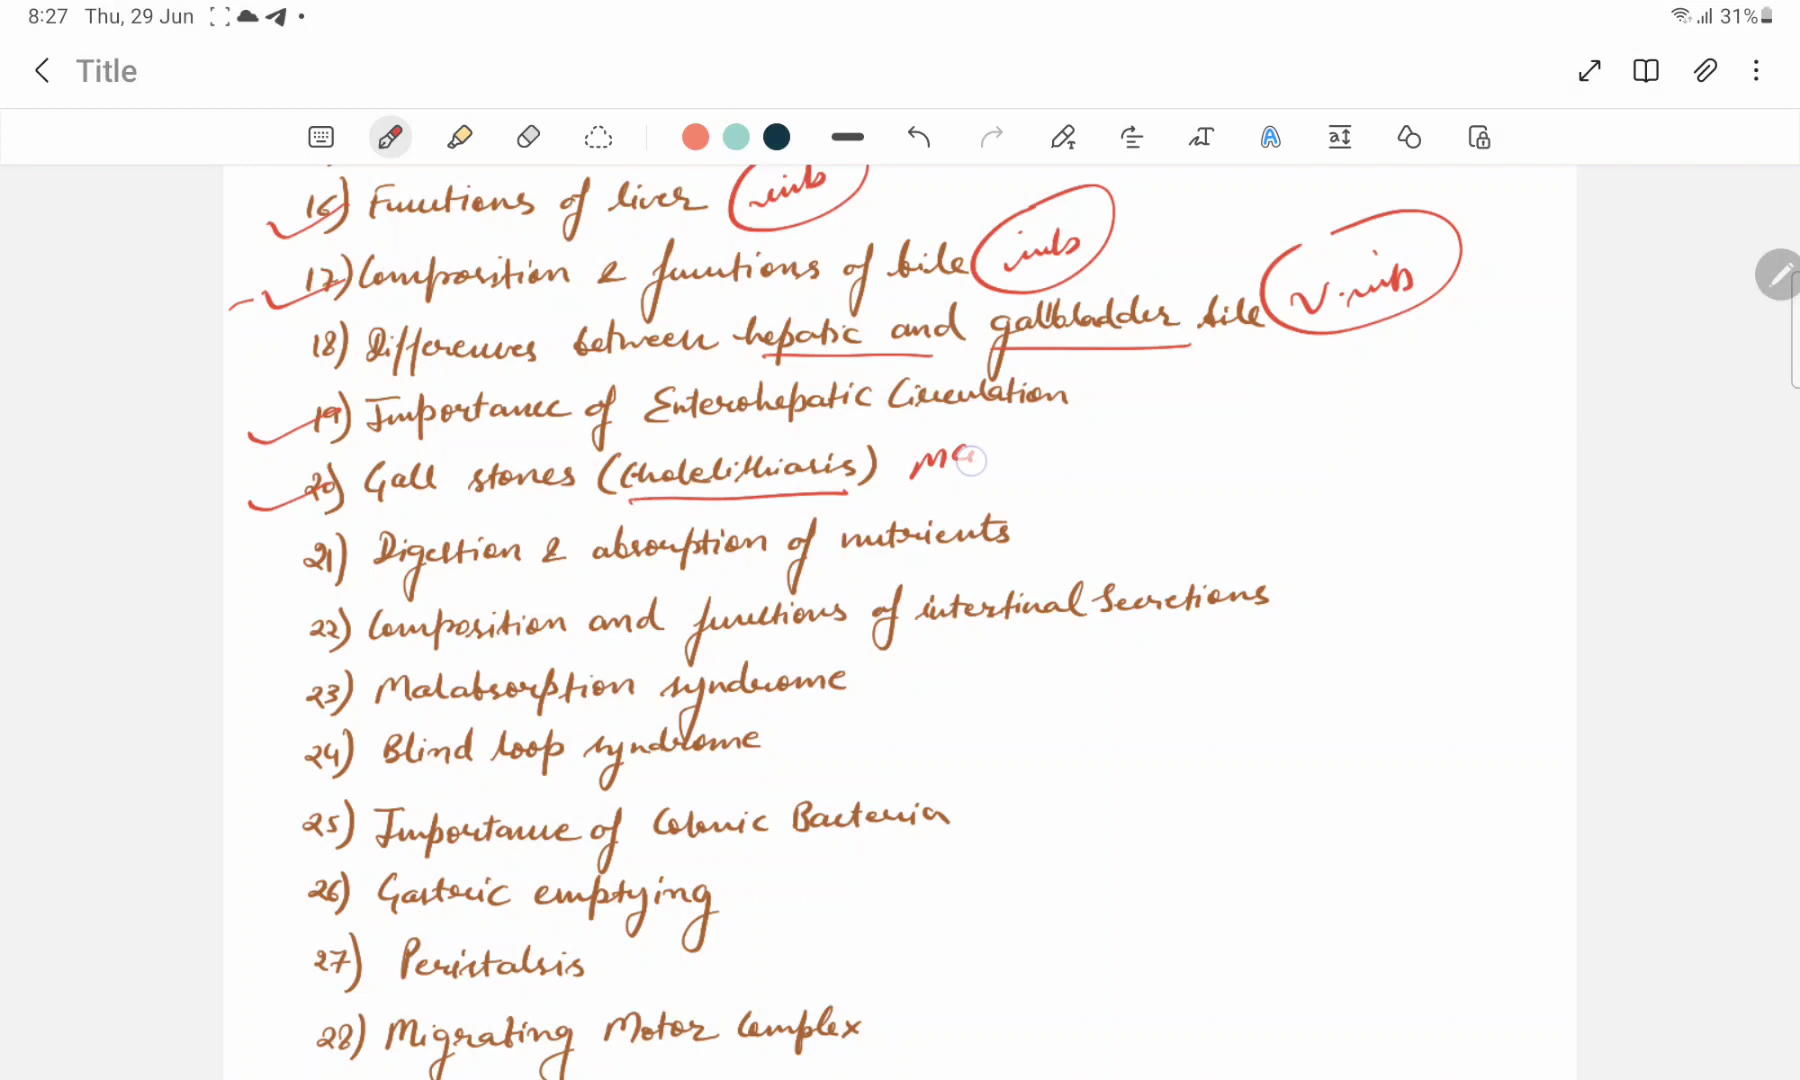 8:27 Thu, 29 Jun 31%
Title
16) Functions of liver imb
17) Composition & functions of bile imb
18) Differences between hepatic and gallbladder bile V.imb
19) Importance of Enterohepatic Circulation
20) Gall stones (cholelithiasis)
21) Digestion & absorption of nutrients
22) Composition and functions of intestinal Secretions
23) Malabsorption syndrome
24) Blind loop syndrome
25) Importance of Colonic Bacteria
26) Gastric emptying
27) Peristalsis
28) Migrating Motor Complex